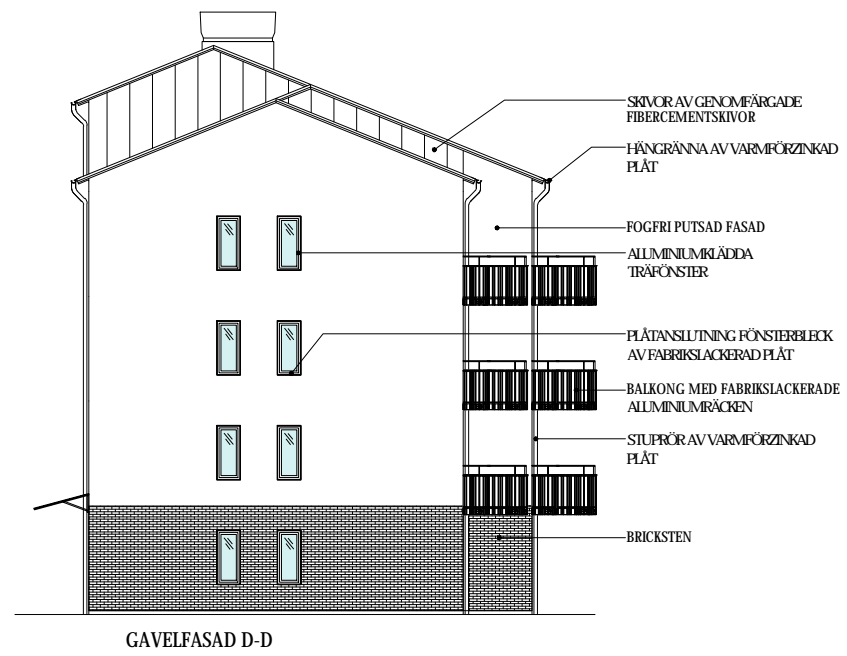 SKIVOR AV GENOMFÄRGADE
FIBERCEMENTSKIVOR
HÄNGRÄNNA AV VARMFÖRZINKAD
PLÅT
FOGFRI PUTSAD FASAD
ALUMINIUMKLÄDDA
TRÄFÖNSTER
PLÅTANSLUTNING FÖNSTERBLECK
AV FABRIKSLACKERAD PLÅT
BALKONG MED FABRIKSLACKERADE
ALUMINIUMRÄCKEN
STUPRÖR AV VARMFÖRZINKAD
PLÅT
BRICKSTEN
GAVELFASAD D-D